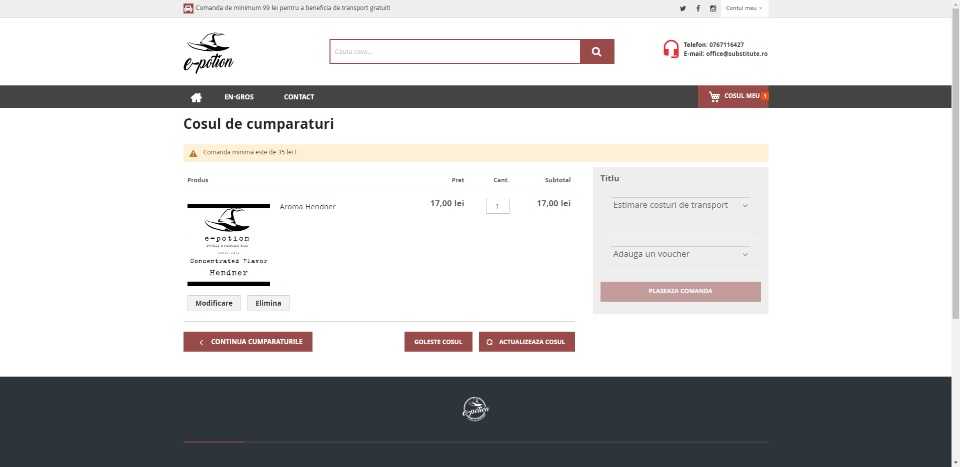 Comanda de minimum 99 lei pentru a beneficia de transport gratuit!
Contul meu
e-potion
Cauta ceva...
Telefon: 0767116427
E-mail: office@substitute.ro
EN-GROS
CONTACT
COSUL MEU 1
Cosul de cumparaturi
Comanda minima este de 35 lei !
Produs
Pret
Cant.
Subtotal
Aroma Hendner
17,00 lei
1
17,00 lei
e-potion
Concentrated Flavor
Hendner
Modificare
Elimina
Titlu
Estimare costuri de transport
Adauga un voucher
PLASEAZA COMANDA
CONTINUA CUMPARATURILE
GOLESTE COSUL
ACTUALIZEAZA COSUL
e-potion